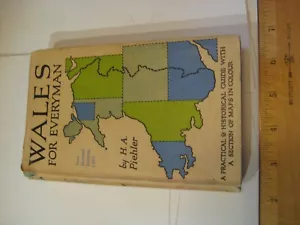 WALES
FOR EVERYMAN
by H. A.
Piehler
A PRACTICAL & HISTORICAL GUIDE WITH
A SECTION OF MAPS IN COLOUR